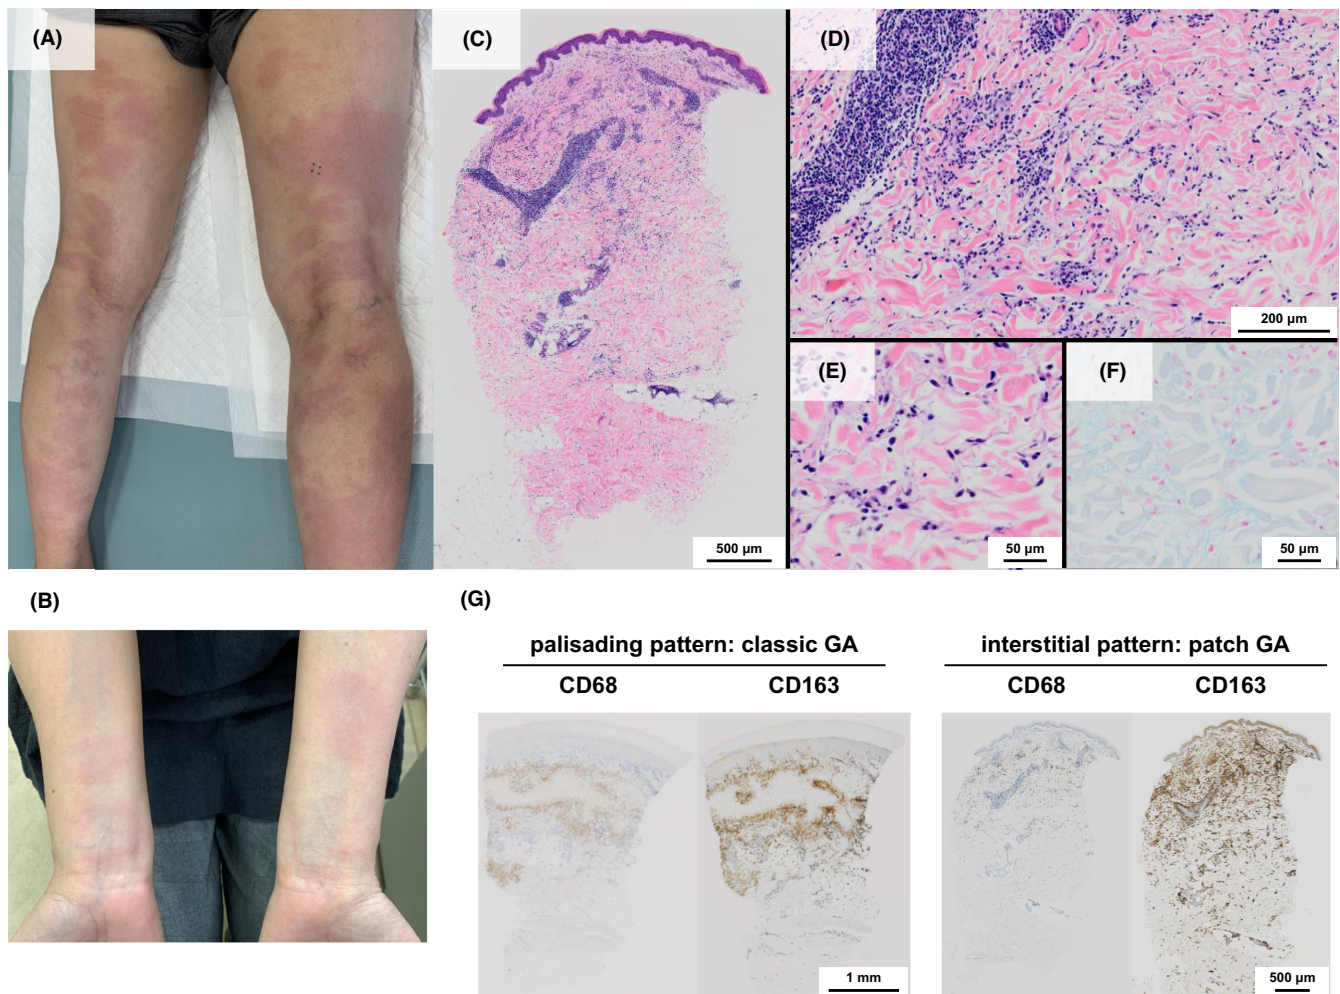 (A)
(C)
(D)
200 µm
(E)
(F)
500 µm
50 µm
50 µm
(B)
(G)
palisading pattern: classic GA
interstitial pattern: patch GA
CD68
CD163
CD68
CD163
1 mm
500 µm